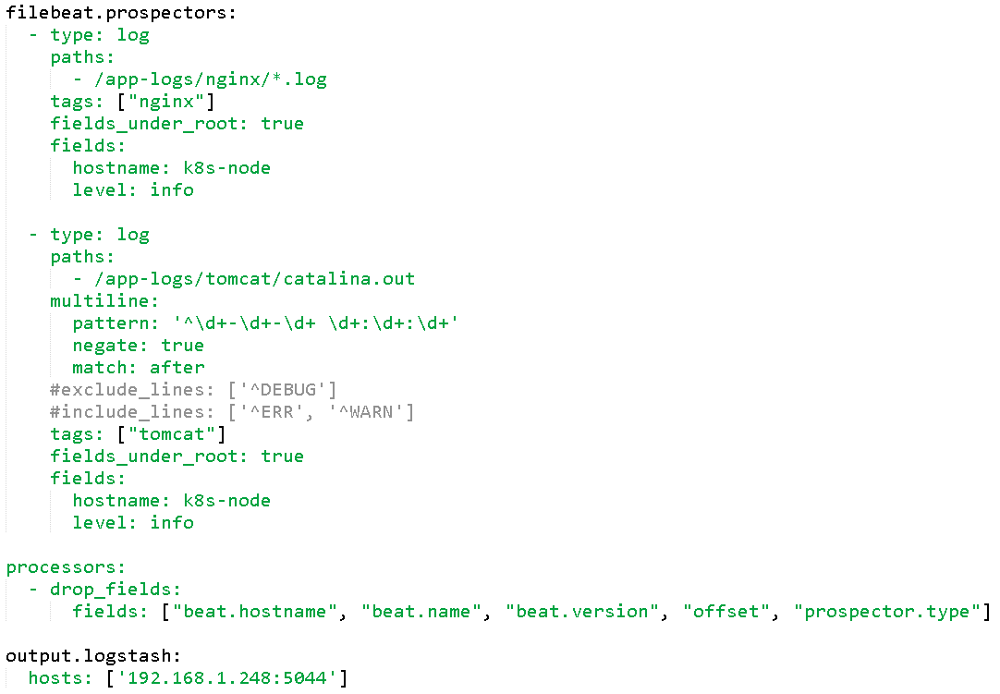 filebeat.prospectors:
  - type: log
    paths:
      - /app-logs/nginx/*.log
    tags: ["nginx"]
    fields_under_root: true
    fields:
      hostname: k8s-node
      level: info

  - type: log
    paths:
      - /app-logs/tomcat/catalina.out
    multiline:
      pattern: '^\d+-\d+-\d+ \d+:\d+:\d+'
      negate: true
      match: after
    #exclude_lines: ['^DEBUG']
    #include_lines: ['^ERR', '^WARN']
    tags: ["tomcat"]
    fields_under_root: true
    fields:
      hostname: k8s-node
      level: info

processors:
  - drop_fields:
      fields: ["beat.hostname", "beat.name", "beat.version", "offset", "prospector.type"]

output.logstash:
  hosts: ['192.168.1.248:5044']